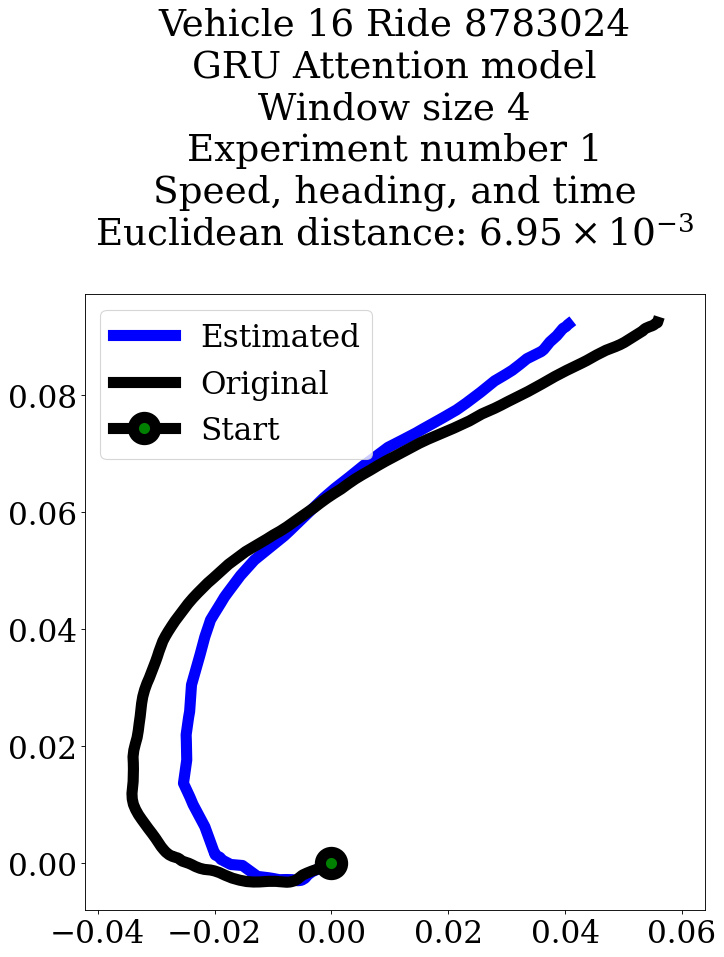 Vehicle 16 Ride 8783024
GRU Attention model
Window size 4
Experiment number 1
Speed, heading, and time
Euclidean distance: 6.95 × 10⁻³
Estimated
Original
Start
0.08
0.06
0.04
0.02
0.00
−0.04 −0.02 0.00 0.02 0.04 0.06